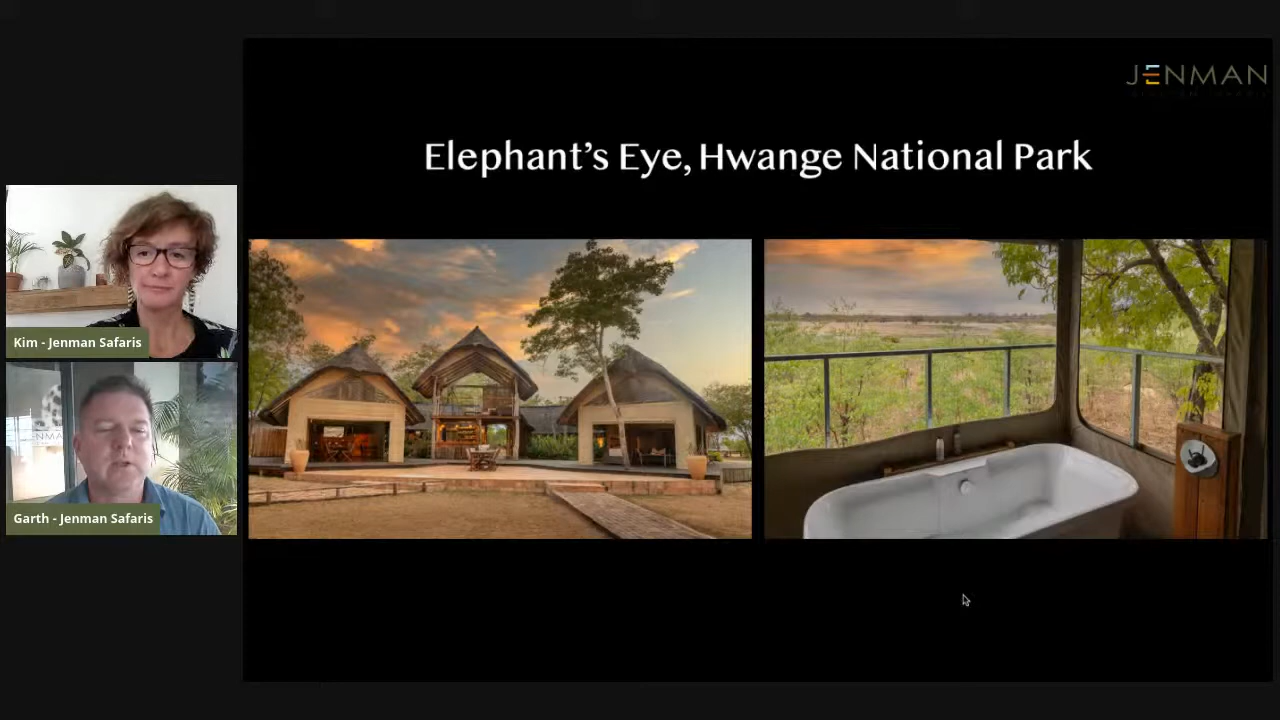 JENMAN
Elephant's Eye, Hwange National Park
Kim - Jenman Safaris
Garth - Jenman Safaris